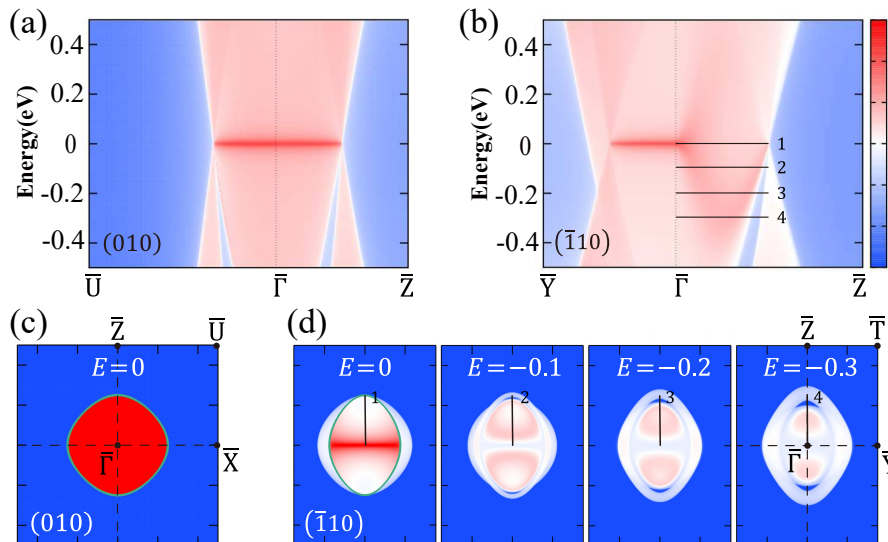 (a)
Energy(eV)
0.4
0.2
0
-0.2
-0.4
(010)
U̅
Γ̅
Z̅
(b)
Energy(eV)
0.4
0.2
0
-0.2
-0.4
1
2
3
4
(1̅10)
Y̅
Γ̅
Z̅
(c)
Z̅
U̅
E=0
Γ̅
X̅
(010)
(d)
E=0
1
(1̅10)
E=−0.1
2
E=−0.2
3
Z̅
T̅
E=−0.3
4
Γ̅
Y̅